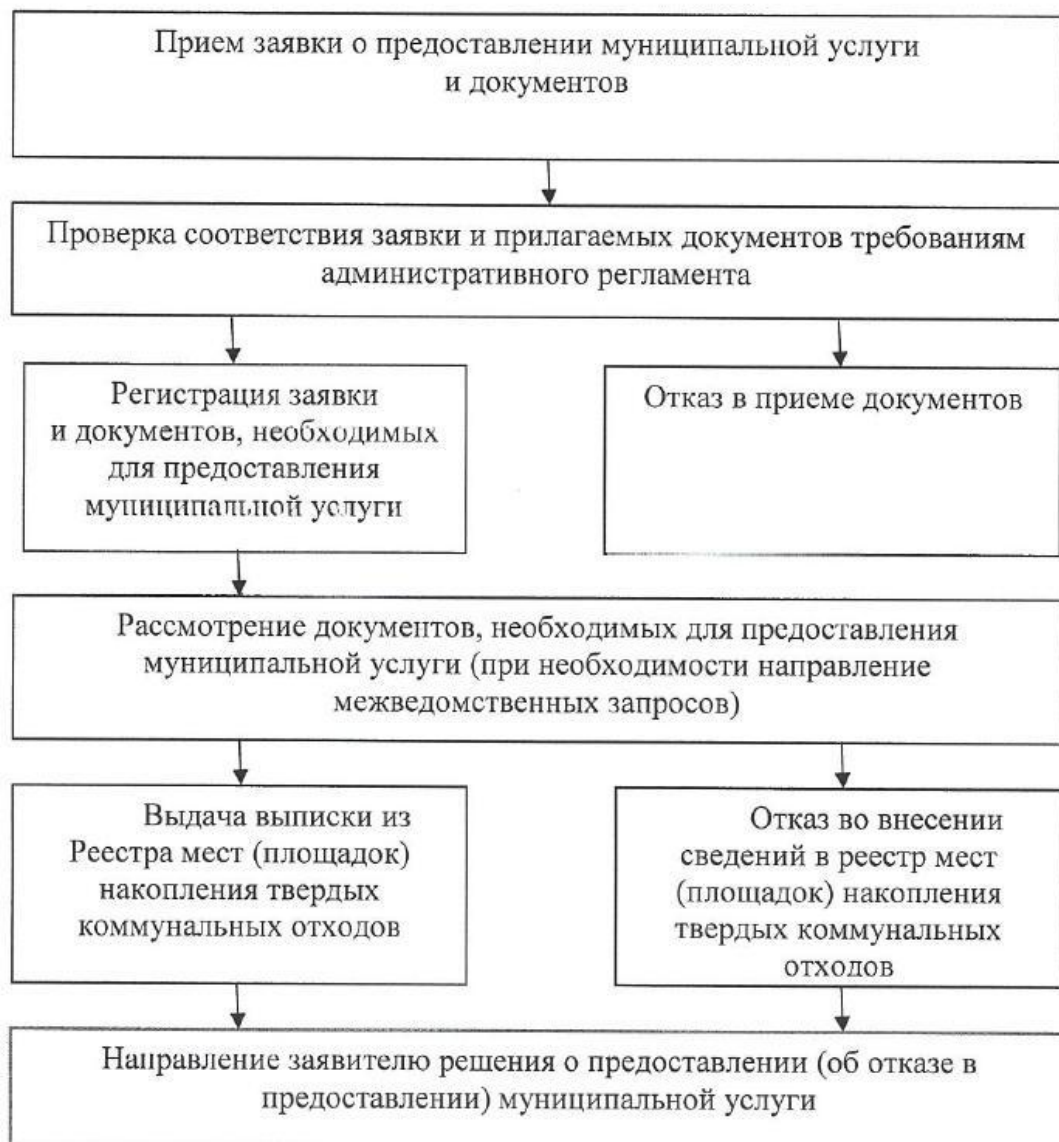 Прием заявки о предоставлении муниципальной услуги
и документов
Проверка соответствия заявки и прилагаемых документов требованиям
административного регламента
Регистрация заявки
и документов, необходимых
для предоставления
муниципальной услуги
Отказ в приеме документов
Рассмотрение документов, необходимых для предоставления
муниципальной услуги (при необходимости направление
межведомственных запросов)
Выдача выписки из
Реестра мест (площадок)
накопления твердых
коммунальных отходов
Отказ во внесении
сведений в реестр мест
(площадок) накопления
твердых коммунальных
отходов
Направление заявителю решения о предоставлении (об отказе в
предоставлении) муниципальной услуги